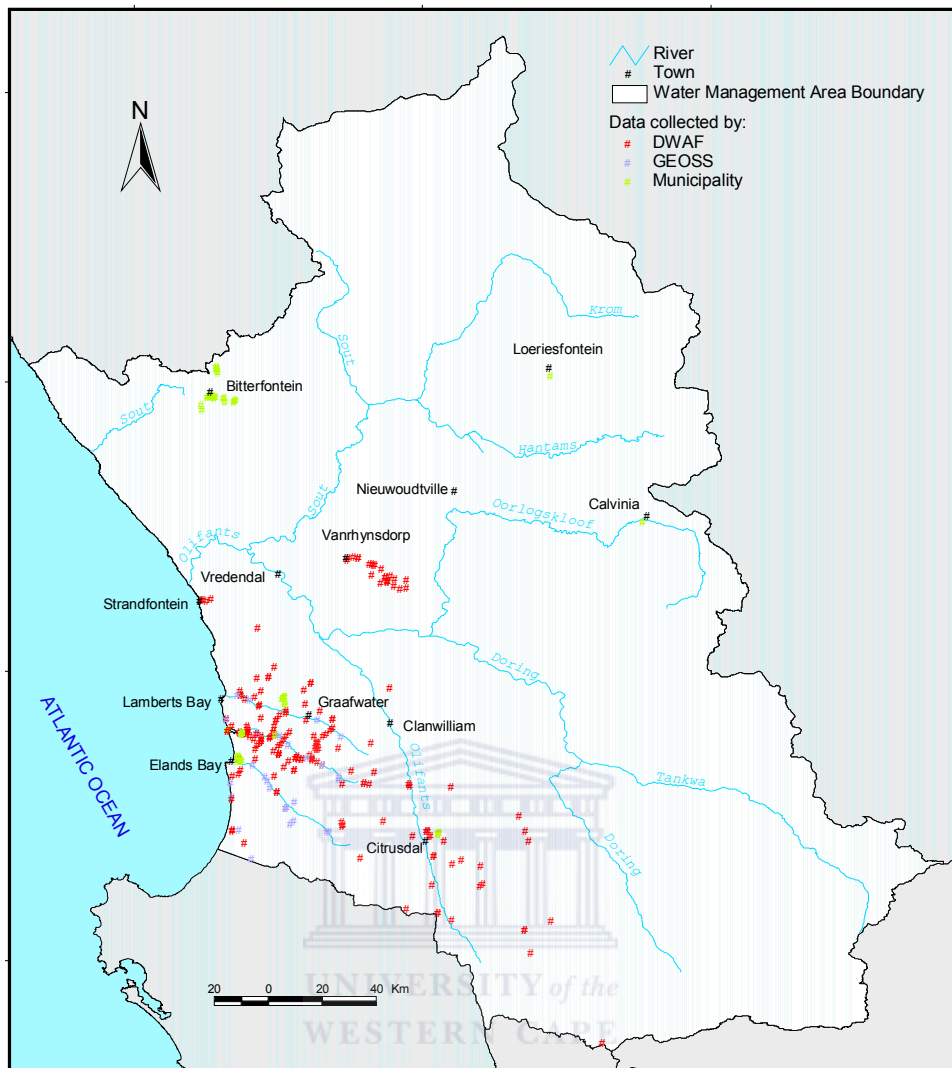 River
# Town
Water Management Area Boundary
Data collected by:
# DWAF
# GEOSS
# Municipality
N
Krom
Sout
Loeriesfontein
Bitterfontein
Sout
Hantams
Nieuwoudtville
Sout
Calvinia
Oorlogskloof
Vanrhynsdorp
Olifants
Vredendal
Strandfontein
Doring
Lamberts Bay
Graafwater
Clanwilliam
ATLANTIC OCEAN
Elands Bay
Olifants
Tankwa
Citrusdal
Doring
UNIVERSITY of the
WESTERN CAPE
20 0 20 40 Km